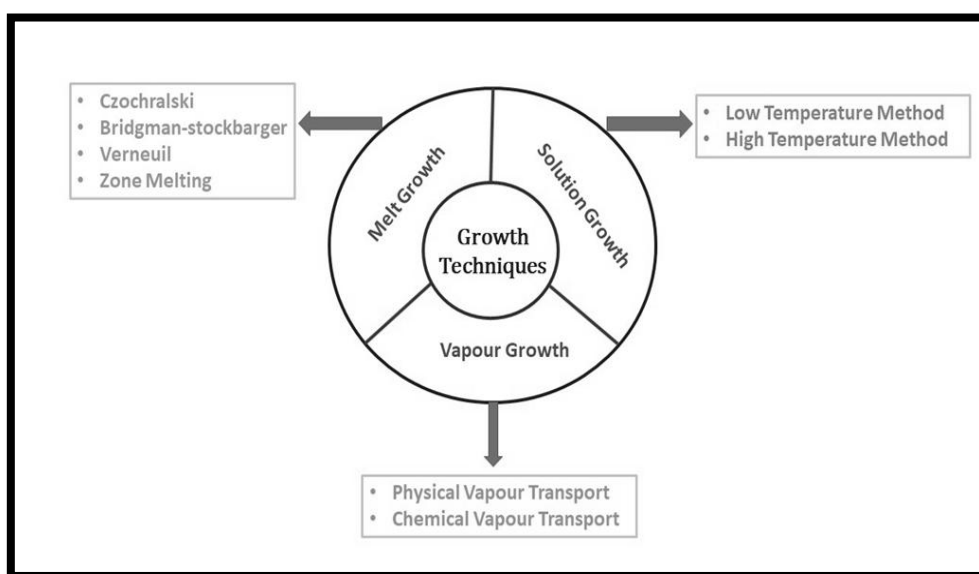 • Czochralski
• Bridgman-stockbarger
• Verneuil
• Zone Melting
• Low Temperature Method
• High Temperature Method
Melt Growth
Solution Growth
Growth
Techniques
Vapour Growth
• Physical Vapour Transport
• Chemical Vapour Transport